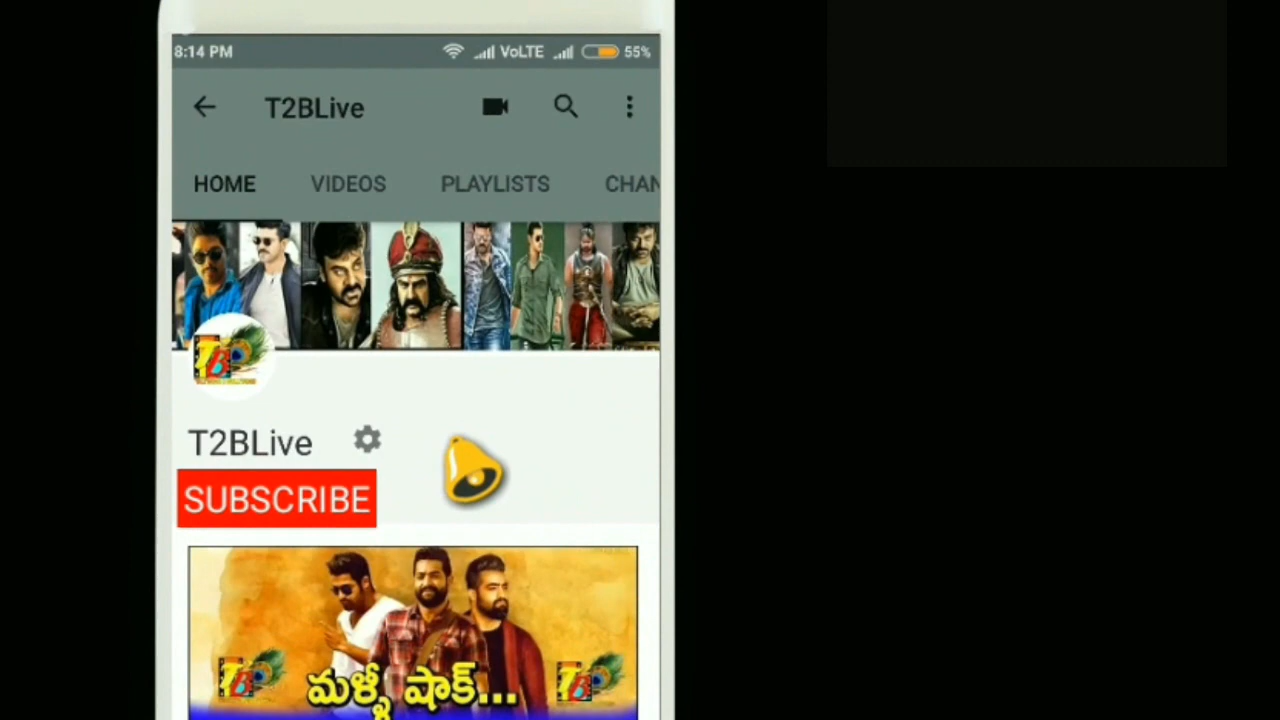 8:14 PM VoLTE 55%
T2BLive
HOME VIDEOS PLAYLISTS CHAN
T2BLive
SUBSCRIBE
మళ్ళీ షాక్...